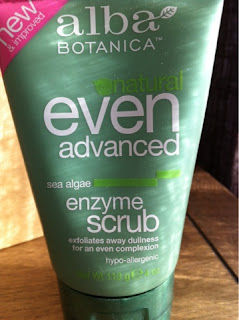 new
& improved
alba
BOTANICA™
natural
even
advanced
sea algae
enzyme
scrub
exfoliates away dullness
for an even complexion
hypo-allergenic